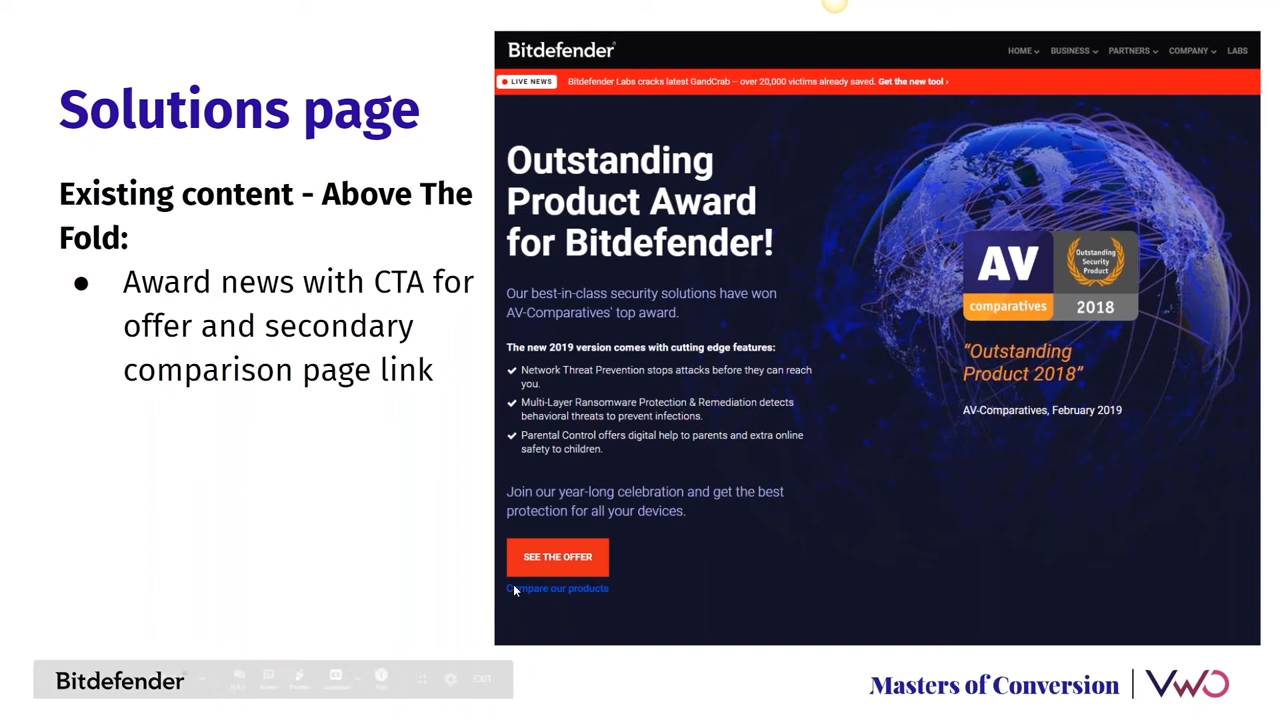 Solutions page
Existing content - Above The
Fold:
● Award news with CTA for
offer and secondary
comparison page link
Bitdefender
HOME
BUSINESS
PARTNERS
COMPANY
LABS
LIVE NEWS
Bitdefender Labs cracks latest GandCrab – over 20,000 victims already saved. Get the new tool ›
Outstanding
Product Award
for Bitdefender!
Our best-in-class security solutions have won
AV-Comparatives' top award.
The new 2019 version comes with cutting edge features:
Network Threat Prevention stops attacks before they can reach
you.
Multi-Layer Ransomware Protection & Remediation detects
behavioral threats to prevent infections.
Parental Control offers digital help to parents and extra online
safety to children.
Join our year-long celebration and get the best
protection for all your devices.
SEE THE OFFER
Compare our products
AV
comparatives
Outstanding
Security
Product
2018
“Outstanding
Product 2018”
AV-Comparatives, February 2019
Bitdefender
EXIT
Masters of Conversion
VWO